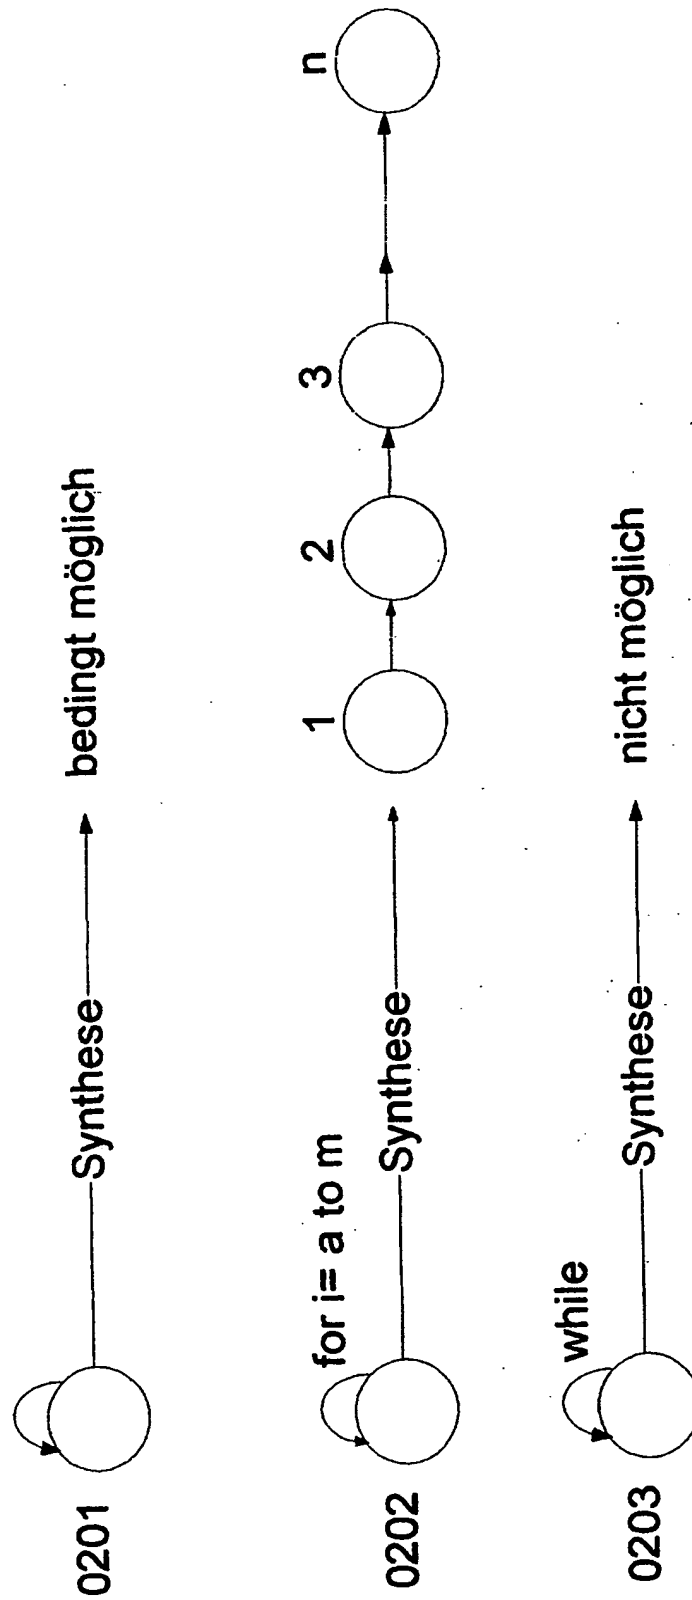 0201
Synthese
bedingt möglich
0202
for i= a to m
Synthese
1
2
3
n
0203
while
Synthese
nicht möglich